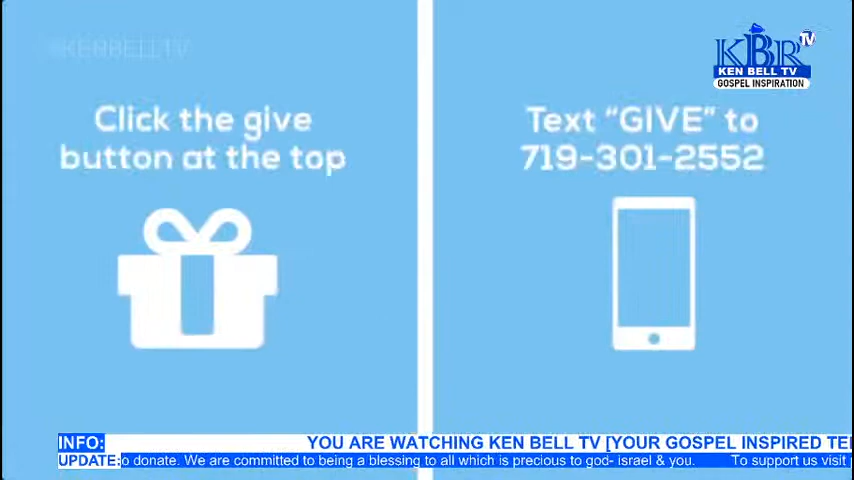 @KENBELLTV
KBR TV
KEN BELL TV
GOSPEL INSPIRATION
Click the give
button at the top
Text “GIVE” to
719-301-2552
INFO:
YOU ARE WATCHING KEN BELL TV [YOUR GOSPEL INSPIRED TE
UPDATE:
o donate. We are committed to being a blessing to all which is precious to god- israel & you.
To support us visit